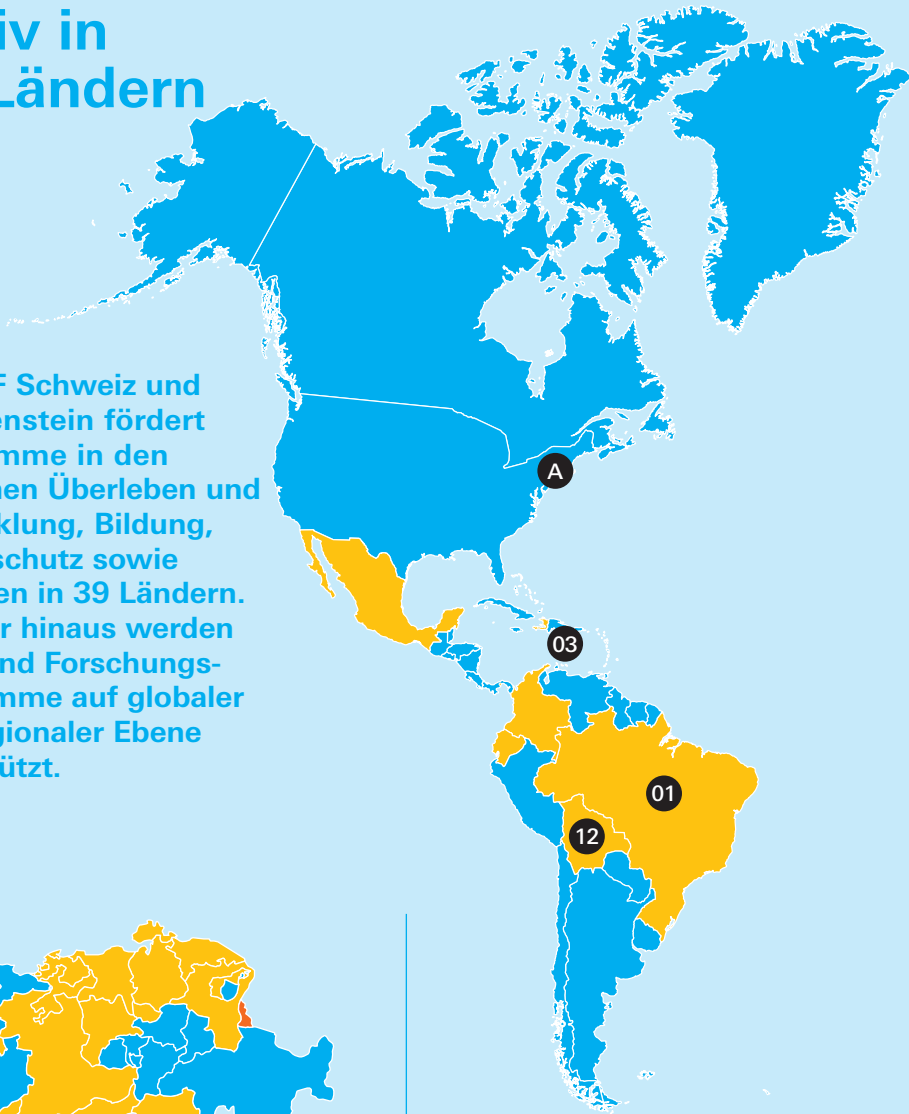 iv in
Ländern
F Schweiz und
enstein fördert
mme in den
en Überleben und
klung, Bildung,
schutz sowie
en in 39 Ländern.
r hinaus werden
nd Forschungs-
mme auf globaler
gionaler Ebene
ützt.
A
03
01
12